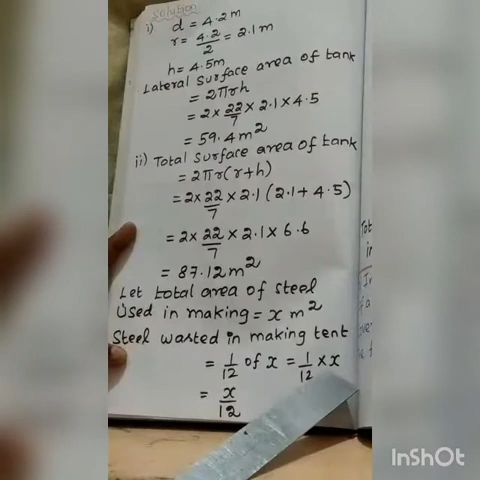 Solution
i) d = 4.2m
r = 4.2/2 = 2.1m
h = 4.5m
Lateral Surface area of tank
= 2πrh
= 2 × 22/7 × 2.1 × 4.5
= 59.4m²
ii) Total Surface area of tank
= 2πr(r+h)
= 2 × 22/7 × 2.1 (2.1 + 4.5)
= 2 × 22/7 × 2.1 × 6.6
= 87.12m²
Let total area of steel
Used in making = x m²
Steel wasted in making tent
= 1/12 of x = 1/12 × x
= x/12
InShOt